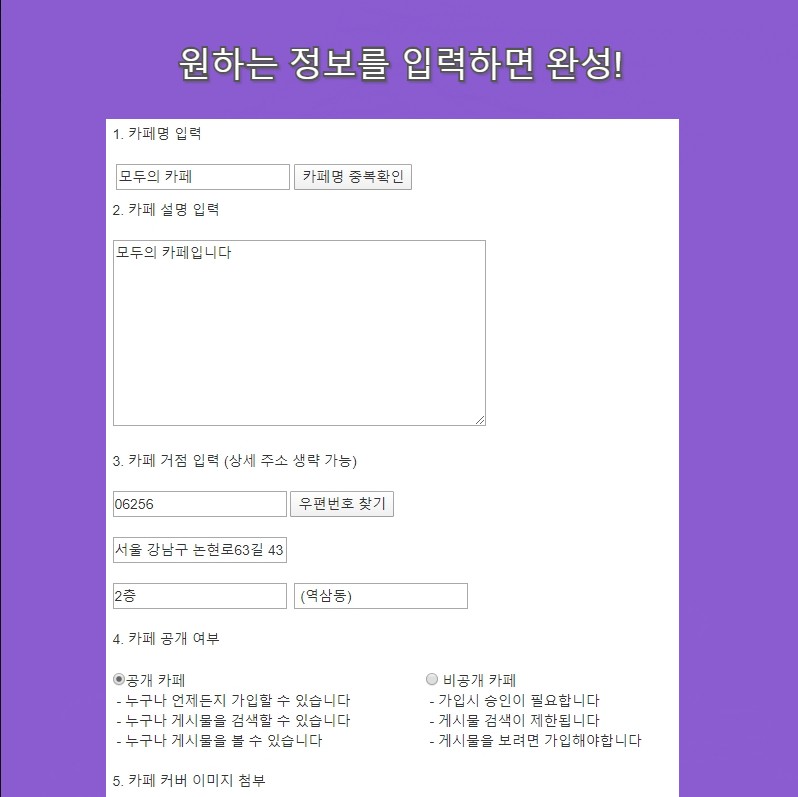 원하는 정보를 입력하면 완성!
1. 카페명 입력
모두의 카페 카페명 중복확인
2. 카페 설명 입력
모두의 카페입니다
3. 카페 거점 입력 (상세 주소 생략 가능)
06256 우편번호 찾기
서울 강남구 논현로63길 43
2층 (역삼동)
4. 카페 공개 여부
공개 카페 비공개 카페
- 누구나 언제든지 가입할 수 있습니다 - 가입시 승인이 필요합니다
- 누구나 게시물을 검색할 수 있습니다 - 게시물 검색이 제한됩니다
- 누구나 게시물을 볼 수 있습니다 - 게시물을 보려면 가입해야합니다
5. 카페 커버 이미지 첨부